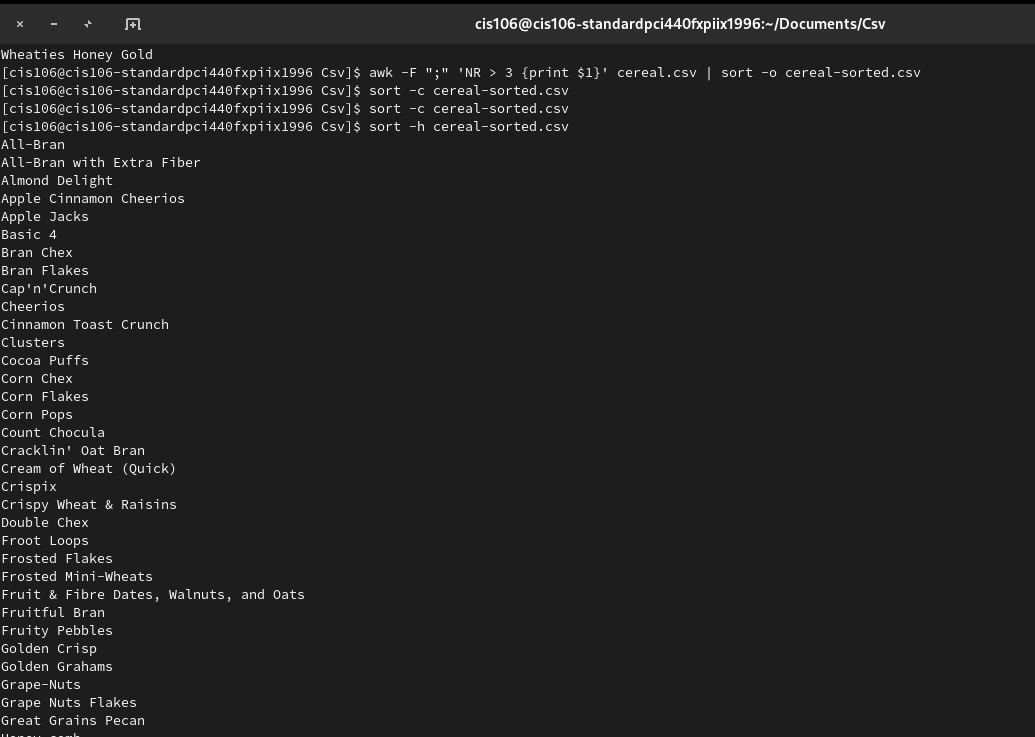 cis106@cis106-standardpci440fxpiix1996:~/Documents/Csv
Wheaties Honey Gold
[cis106@cis106-standardpci440fxpiix1996 Csv]$ awk -F ";" 'NR > 3 {print $1}' cereal.csv | sort -o cereal-sorted.csv
[cis106@cis106-standardpci440fxpiix1996 Csv]$ sort -c cereal-sorted.csv
[cis106@cis106-standardpci440fxpiix1996 Csv]$ sort -c cereal-sorted.csv
[cis106@cis106-standardpci440fxpiix1996 Csv]$ sort -h cereal-sorted.csv
All-Bran
All-Bran with Extra Fiber
Almond Delight
Apple Cinnamon Cheerios
Apple Jacks
Basic 4
Bran Chex
Bran Flakes
Cap'n'Crunch
Cheerios
Cinnamon Toast Crunch
Clusters
Cocoa Puffs
Corn Chex
Corn Flakes
Corn Pops
Count Chocula
Cracklin' Oat Bran
Cream of Wheat (Quick)
Crispix
Crispy Wheat & Raisins
Double Chex
Froot Loops
Frosted Flakes
Frosted Mini-Wheats
Fruit & Fibre Dates, Walnuts, and Oats
Fruitful Bran
Fruity Pebbles
Golden Crisp
Golden Grahams
Grape-Nuts
Grape Nuts Flakes
Great Grains Pecan